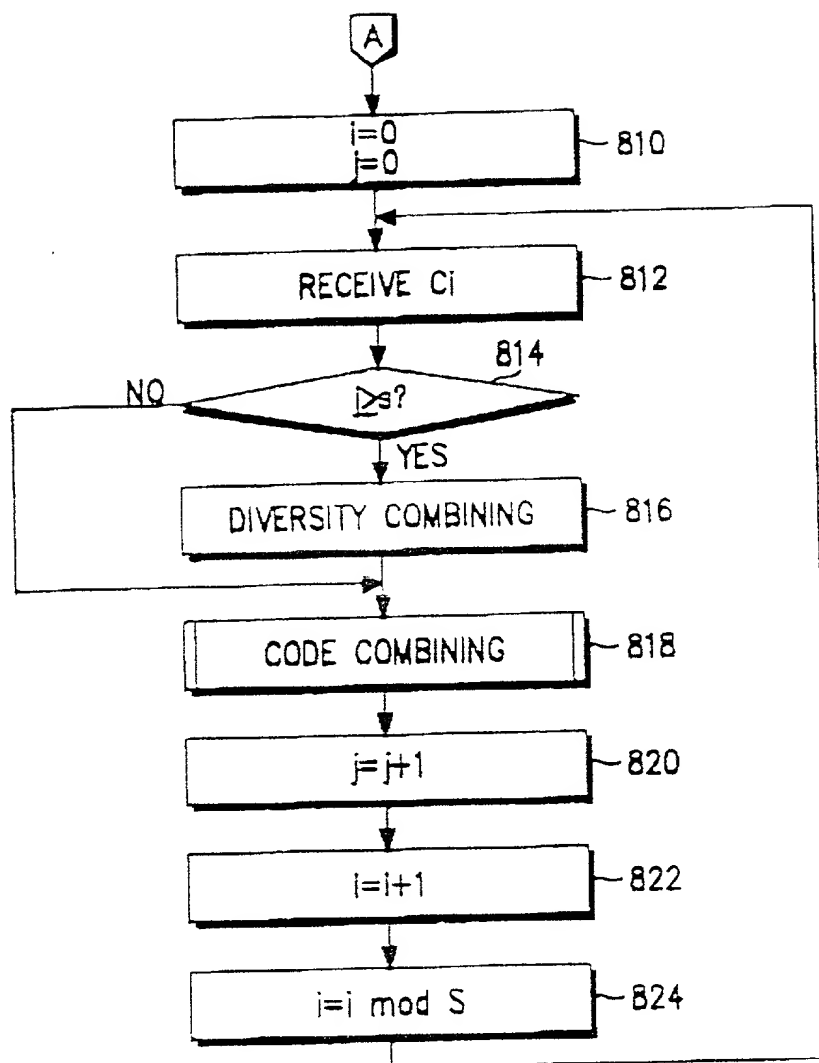 A
i=0
j=0
810
RECEIVE Ci
812
814
NO
j≥s?
YES
DIVERSITY COMBINING
816
CODE COMBINING
818
j=j+1
820
i=i+1
822
i=i mod S
824